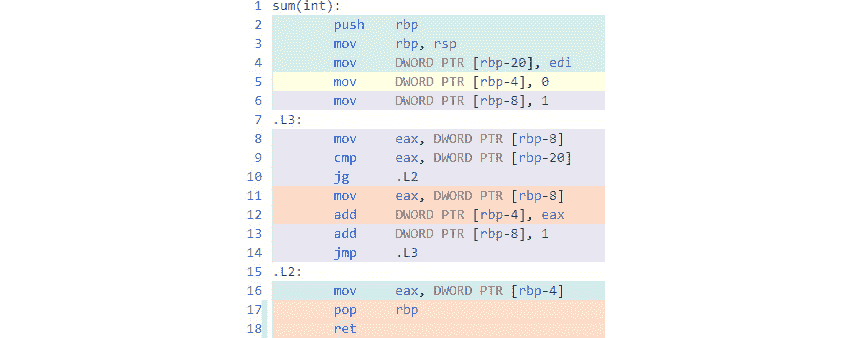 1 sum(int):
2 push rbp
3 mov rbp, rsp
4 mov DWORD PTR [rbp-20], edi
5 mov DWORD PTR [rbp-4], 0
6 mov DWORD PTR [rbp-8], 1
7 .L3:
8 mov eax, DWORD PTR [rbp-8]
9 cmp eax, DWORD PTR [rbp-20]
10 jg .L2
11 mov eax, DWORD PTR [rbp-8]
12 add DWORD PTR [rbp-4], eax
13 add DWORD PTR [rbp-8], 1
14 jmp .L3
15 .L2:
16 mov eax, DWORD PTR [rbp-4]
17 pop rbp
18 ret